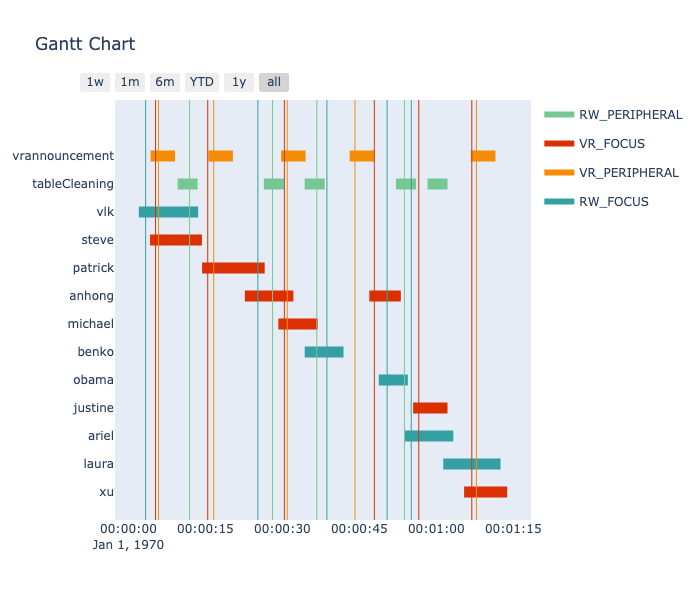 Gantt Chart
1w 1m 6m YTD 1y all
RW_PERIPHERAL
VR_FOCUS
VR_PERIPHERAL
RW_FOCUS
vrannouncement
tableCleaning
vlk
steve
patrick
anhong
michael
benko
obama
justine
ariel
laura
xu
00:00:00 00:00:15 00:00:30 00:00:45 00:01:00 00:01:15
Jan 1, 1970